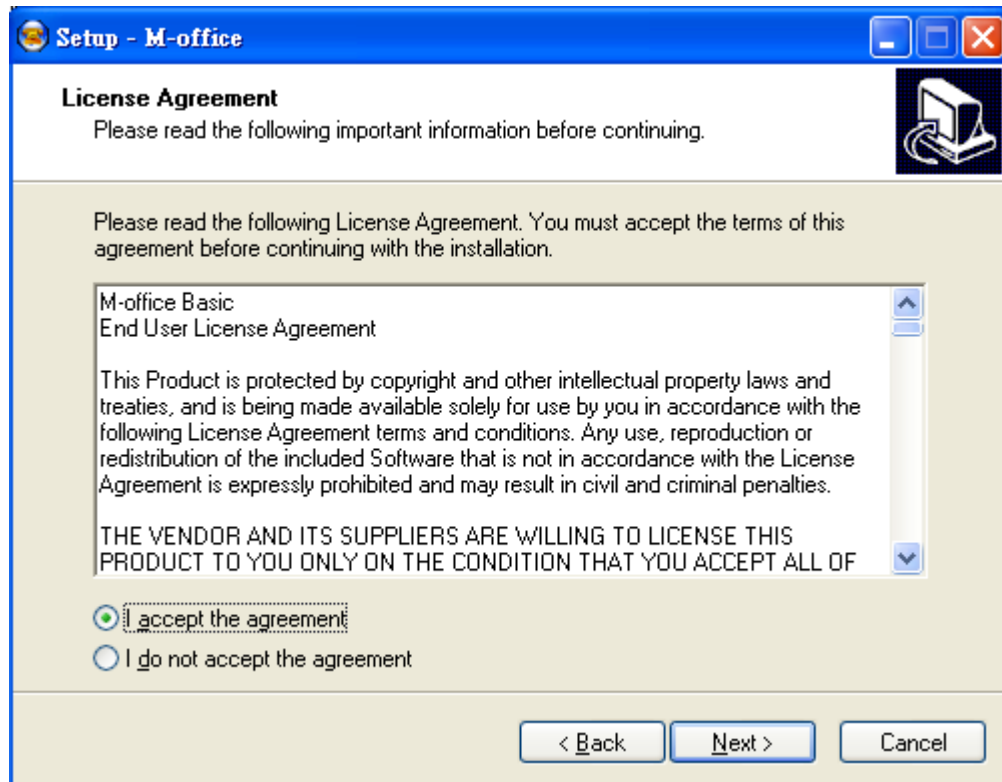 Setup - M-office
License Agreement
Please read the following important information before continuing.
Please read the following License Agreement. You must accept the terms of this
agreement before continuing with the installation.
M-office Basic
End User License Agreement
This Product is protected by copyright and other intellectual property laws and
treaties, and is being made available solely for use by you in accordance with the
following License Agreement terms and conditions. Any use, reproduction or
redistribution of the included Software that is not in accordance with the License
Agreement is expressly prohibited and may result in civil and criminal penalties.
THE VENDOR AND ITS SUPPLIERS ARE WILLING TO LICENSE THIS
PRODUCT TO YOU ONLY ON THE CONDITION THAT YOU ACCEPT ALL OF
I accept the agreement
I do not accept the agreement
< Back Next > Cancel